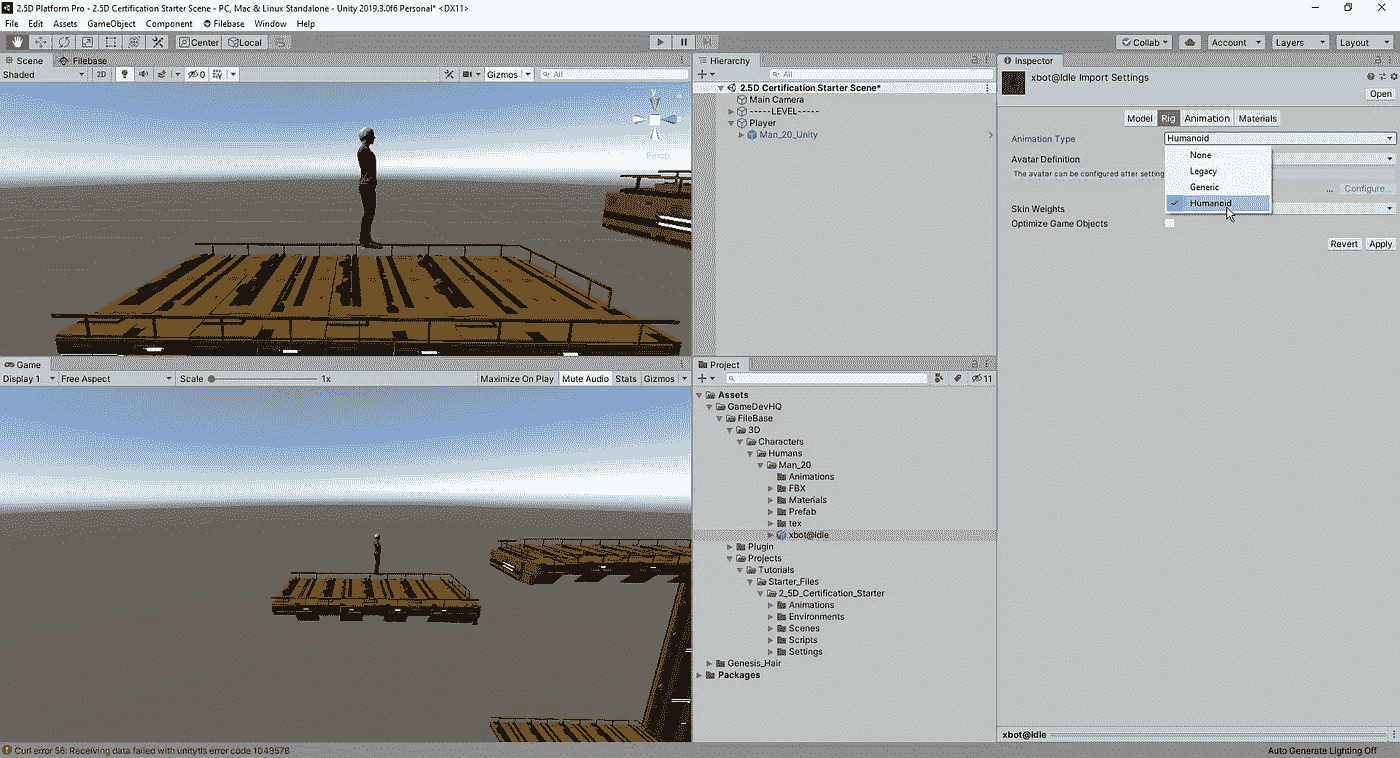 2.5D Platform Pro - 2.5D Certification Starter Scene - PC, Mac & Linux Standalone - Unity 2019.3.0f6 Personal* <DX11>
File Edit Assets GameObject Component Filebase Window Help
Center Local Collab Account Layers Layout
Scene Filebase
Shaded 2D 0 Gizmos All
y
z
Persp
Game
Display 1 Free Aspect Scale 1x Maximize On Play Mute Audio Stats Gizmos
Hierarchy
All
2.5D Certification Starter Scene*
Main Camera
-----LEVEL-----
Player
Man_20_Unity
Project
11
Assets
GameDevHQ
FileBase
3D
Characters
Humans
Man_20
Animations
FBX
Materials
Prefab
tex
xbot@Idle
Plugin
Projects
Tutorials
Starter_Files
2_5D_Certification_Starter
Animations
Environments
Scenes
Scripts
Settings
Genesis_Hair
Packages
Inspector
xbot@Idle Import Settings
Open
Model Rig Animation Materials
Animation Type Humanoid
None
Avatar Definition
Legacy
The avatar can be configured after setting
Generic
... Configure...
Humanoid
Skin Weights
Optimize Game Objects
Revert Apply
xbot@Idle
Curl error 56: Receiving data failed with unitytls error code 1048578
Auto Generate Lighting Off